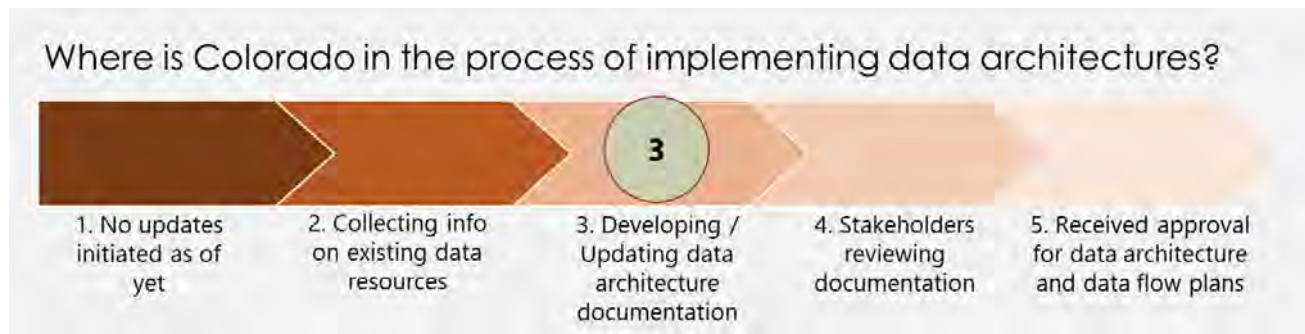 Where is Colorado in the process of implementing data architectures?
3
1. No updates
initiated as of
yet
2. Collecting info
on existing data
resources
3. Developing /
Updating data
architecture
documentation
4. Stakeholders
reviewing
documentation
5. Received approval
for data architecture
and data flow plans